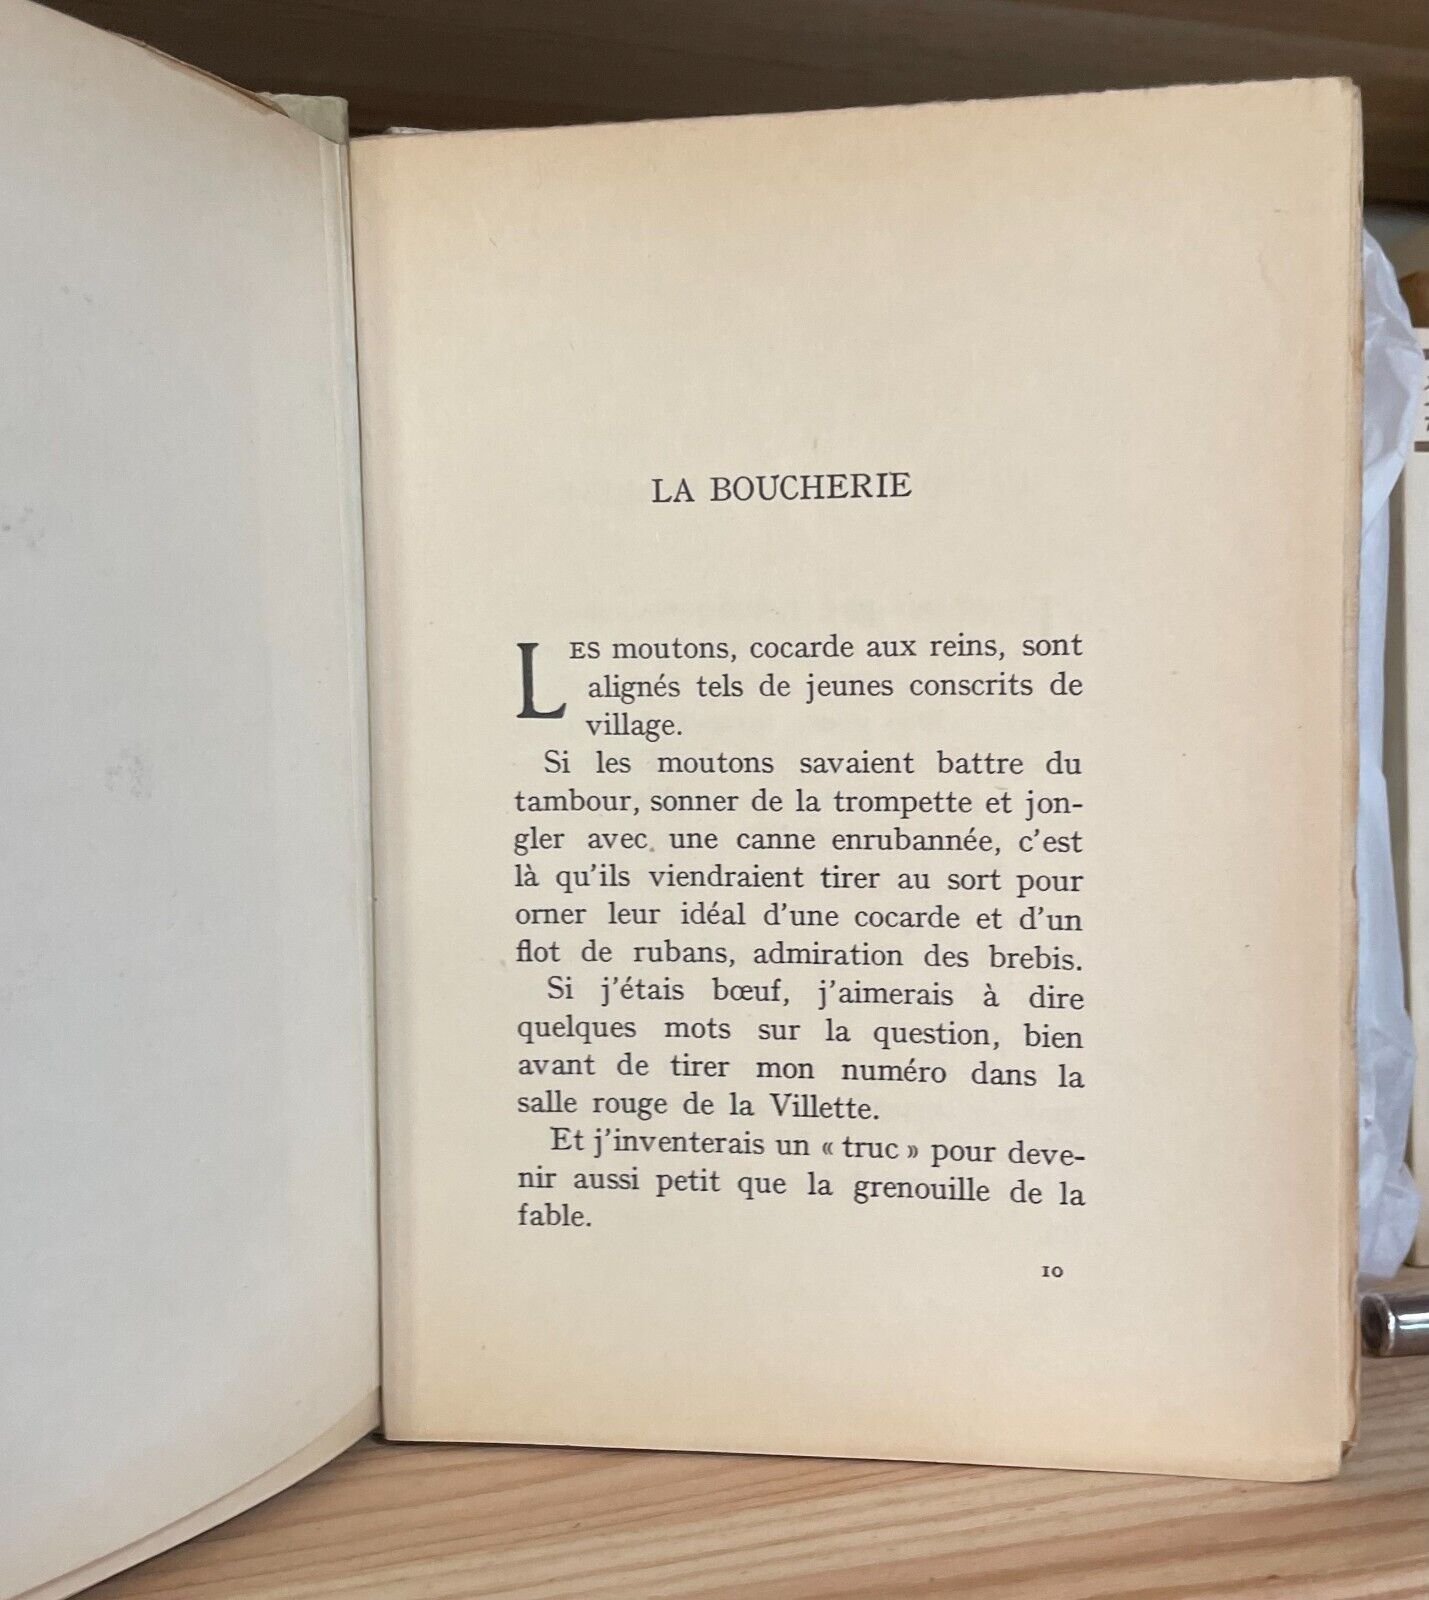 LA BOUCHERIE
LES moutons, cocarde aux reins, sont
alignés tels de jeunes conscrits de
village.
Si les moutons savaient battre du
tambour, sonner de la trompette et jon-
gler avec une canne enrubannée, c'est
là qu'ils viendraient tirer au sort pour
orner leur idéal d'une cocarde et d'un
flot de rubans, admiration des brebis.
Si j'étais bœuf, j'aimerais à dire
quelques mots sur la question, bien
avant de tirer mon numéro dans la
salle rouge de la Villette.
Et j'inventerais un « truc » pour deve-
nir aussi petit que la grenouille de la
fable.
10